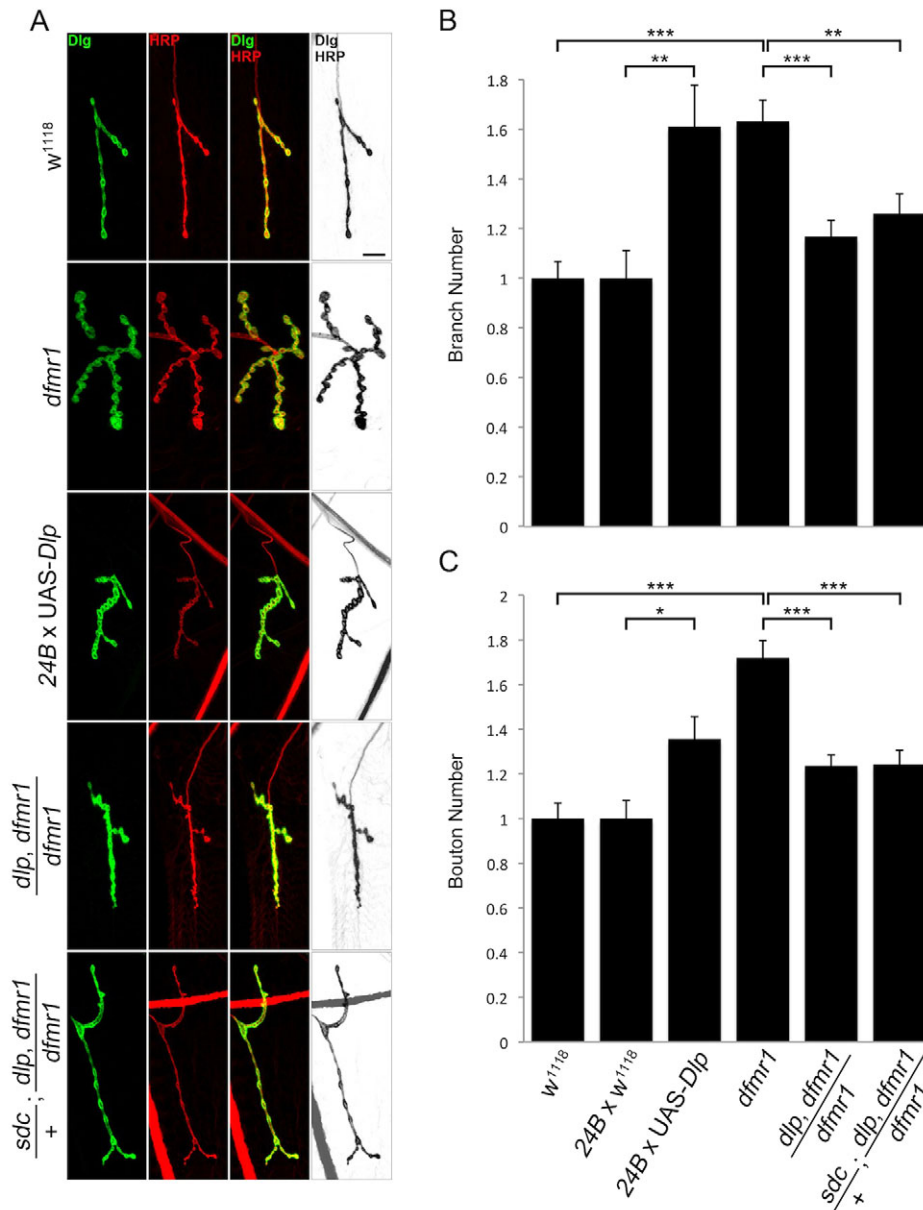 A
Dlg HRP Dlg Dlg
HRP HRP
w1118
dfmr1
24B x UAS-Dlp
dlp, dfmr1
dfmr1
sdc ; dlp, dfmr1
+ dfmr1
B
*** **
** ***
Branch Number
1.8
1.6
1.4
1.2
1
0.8
0.6
0.4
0.2
0
C
*** ***
* ***
Bouton Number
2
1.8
1.6
1.4
1.2
1
0.8
0.6
0.4
0.2
0
w1118
24B x w1118
24B x UAS-Dlp
dfmr1
dlp, dfmr1
dfmr1
sdc ; dlp, dfmr1
+ dfmr1